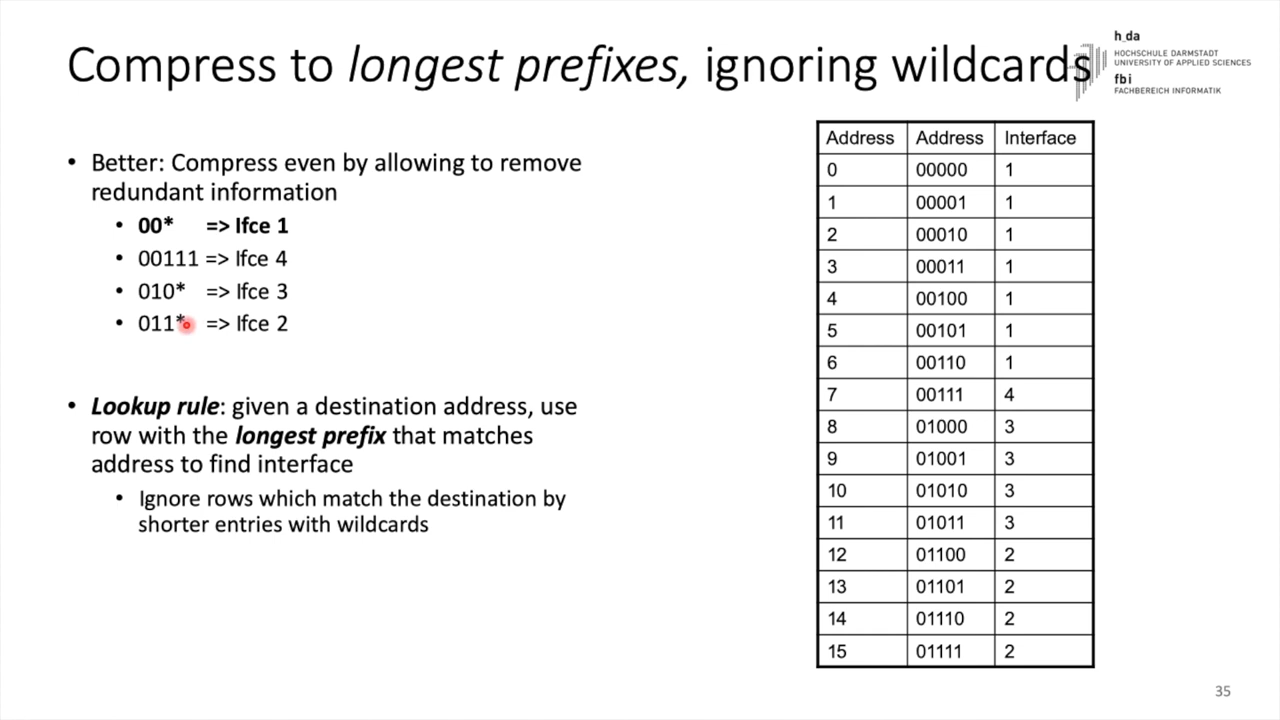 Compress to longest prefixes, ignoring wildcards
h_da
HOCHSCHULE DARMSTADT
UNIVERSITY OF APPLIED SCIENCES
fbi
FACHBEREICH INFORMATIK
• Better: Compress even by allowing to remove
redundant information
• 00* => Ifce 1
• 00111 => Ifce 4
• 010* => Ifce 3
• 011* => Ifce 2
• Lookup rule: given a destination address, use
row with the longest prefix that matches
address to find interface
• Ignore rows which match the destination by
shorter entries with wildcards
Address Address Interface
0 00000 1
1 00001 1
2 00010 1
3 00011 1
4 00100 1
5 00101 1
6 00110 1
7 00111 4
8 01000 3
9 01001 3
10 01010 3
11 01011 3
12 01100 2
13 01101 2
14 01110 2
15 01111 2
35